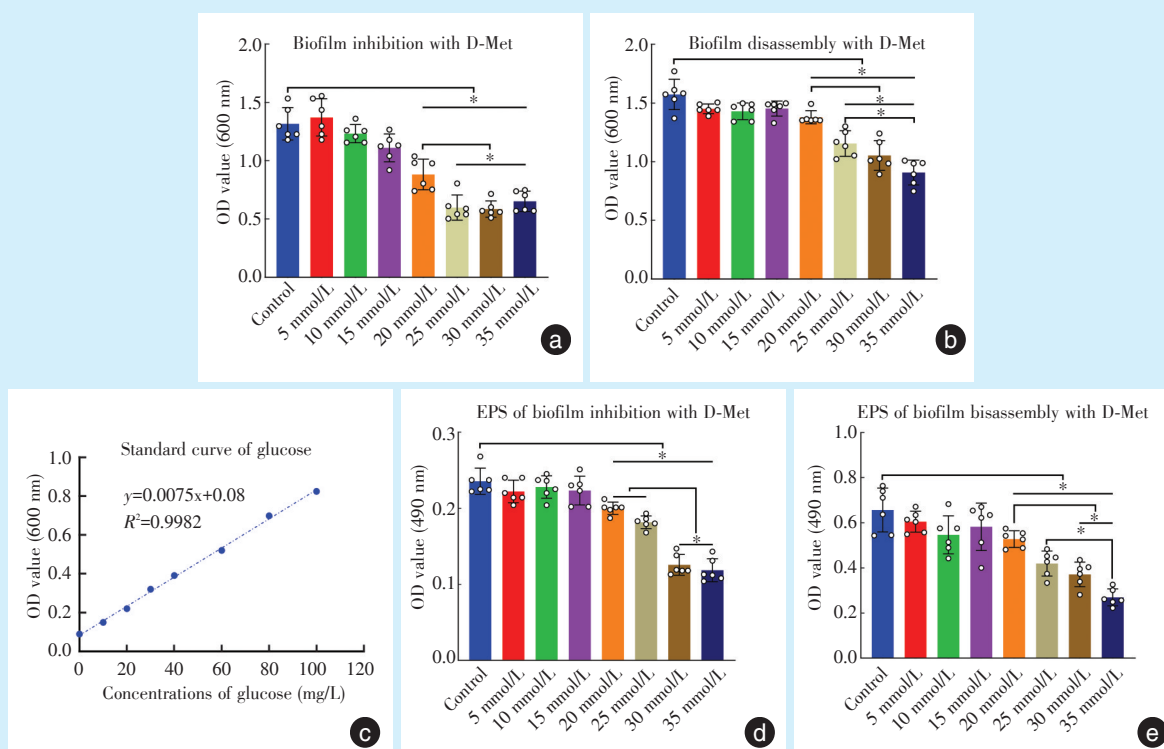 Biofilm inhibition with D-Met
OD value (600 nm)
1.5
*
*
1.0
0.5
0.0
Control
5 mmol/L
10 mmol/L
15 mmol/L
20 mmol/L
25 mmol/L
30 mmol/L
35 mmol/L
a
Biofilm disassembly with D-Met
OD value (600 nm)
2.0
*
*
*
1.5
1.0
0.5
0.0
Control
5 mmol/L
10 mmol/L
15 mmol/L
20 mmol/L
25 mmol/L
30 mmol/L
35 mmol/L
b
Standard curve of glucose
OD value (600 nm)
1.0
y=0.0075x+0.08
R²=0.9982
0.8
0.6
0.4
0.2
0.0
0 20 40 60 80 100 120
Concentrations of glucose (mg/L)
c
EPS of biofilm inhibition with D-Met
OD value (490 nm)
0.3
*
0.2
*
0.1
0.0
Control
5 mmol/L
10 mmol/L
15 mmol/L
20 mmol/L
25 mmol/L
30 mmol/L
35 mmol/L
d
EPS of biofilm bisassembly with D-Met
OD value (490 nm)
1.0
0.8
*
*
*
0.6
0.4
0.2
0.0
Control
5 mmol/L
10 mmol/L
15 mmol/L
20 mmol/L
25 mmol/L
30 mmol/L
35 mmol/L
e